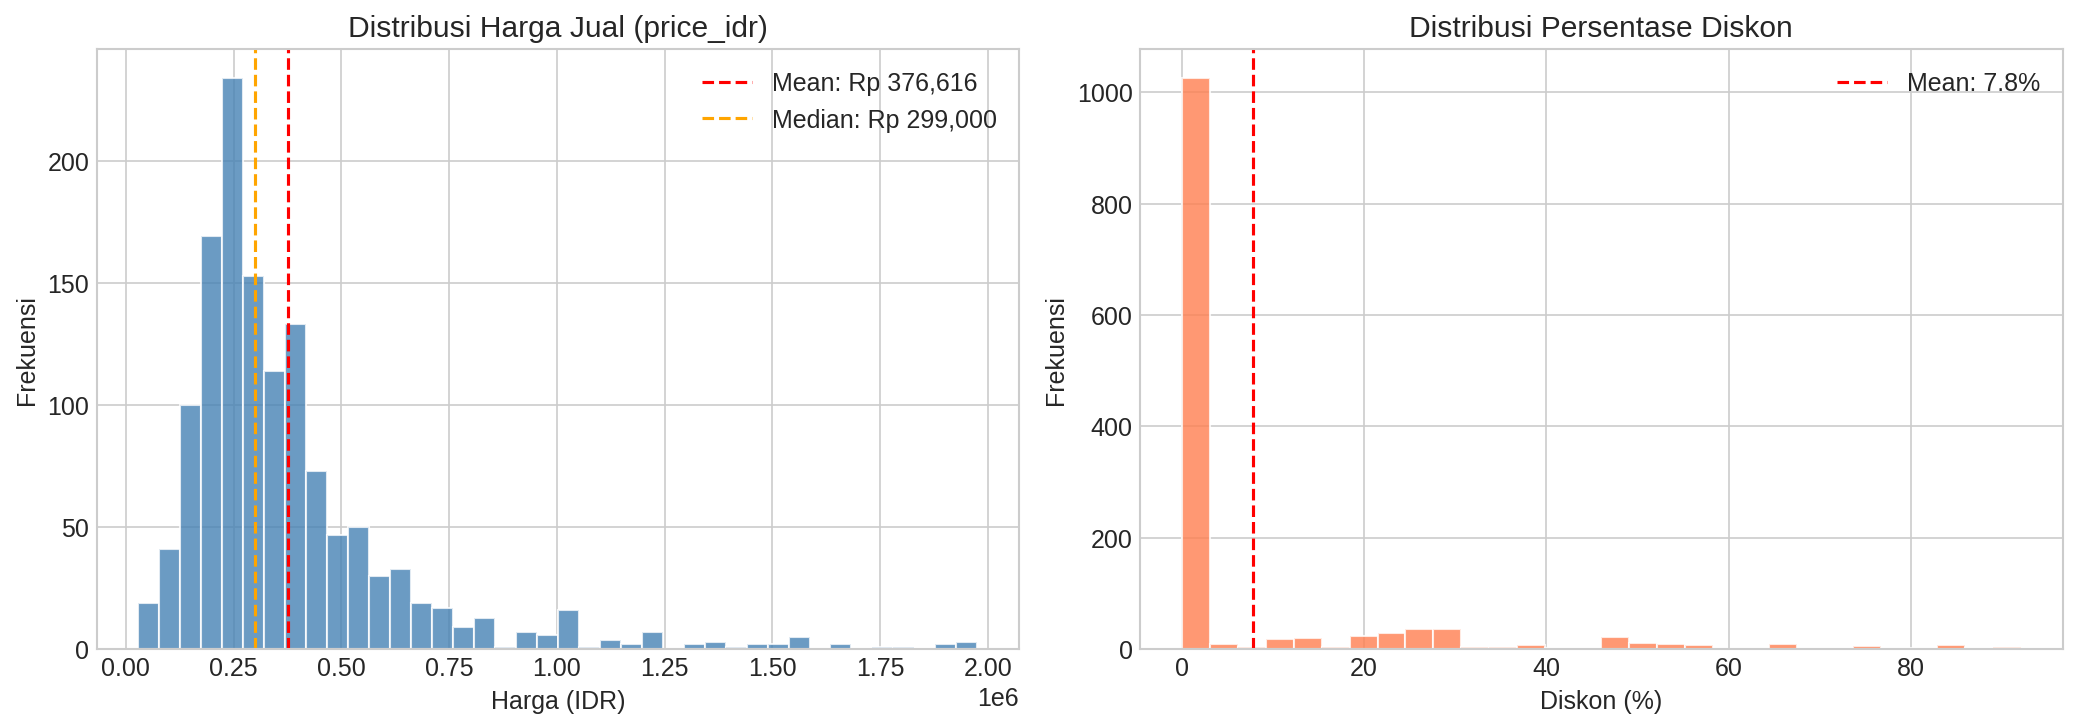 Distribusi Harga Jual (price_idr)
Mean: Rp 376,616
Median: Rp 299,000
Frekuensi
200
150
100
50
0
0.00 0.25 0.50 0.75 1.00 1.25 1.50 1.75 2.00
1e6
Harga (IDR)
Distribusi Persentase Diskon
Mean: 7.8%
Frekuensi
1000
800
600
400
200
0
0 20 40 60 80
Diskon (%)